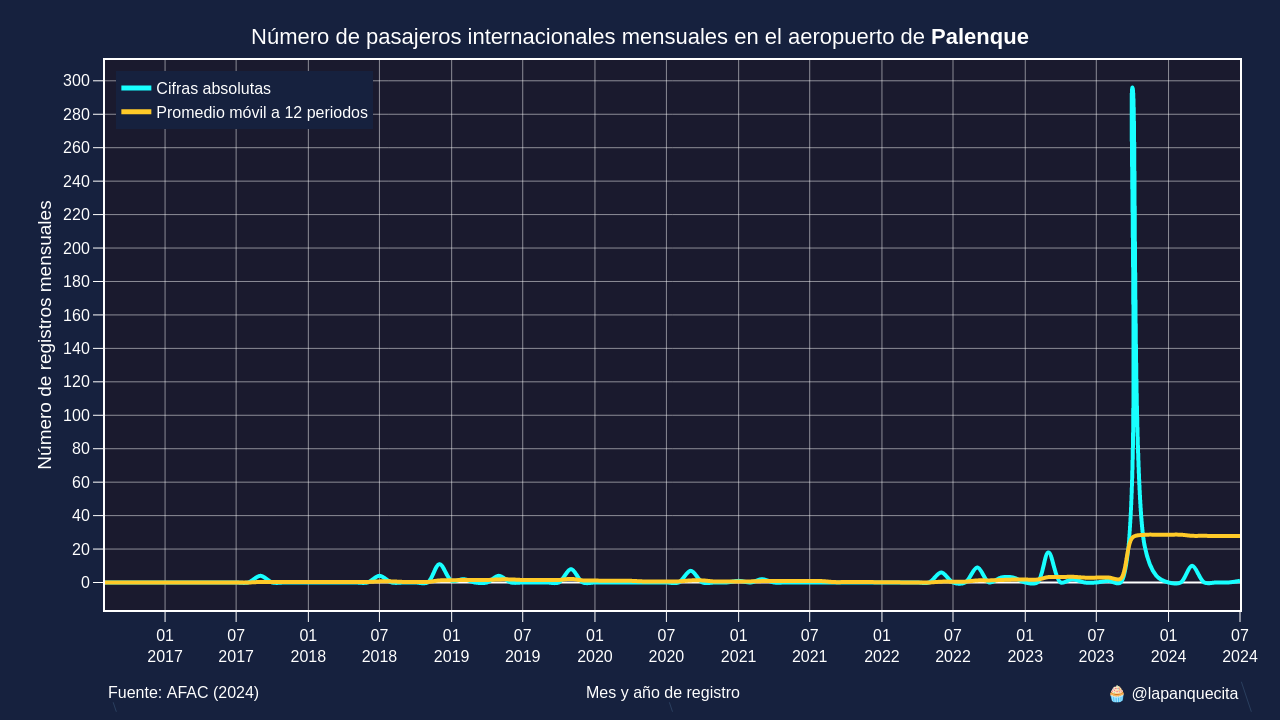 Número de pasajeros internacionales mensuales en el aeropuerto de Palenque
Cifras absolutas
Promedio móvil a 12 periodos
Número de registros mensuales
300
280
260
240
220
200
180
160
140
120
100
80
60
40
20
0
01 07 01 07 01 07 01 07 01 07 01 07 01 07 01 07
2017 2017 2018 2018 2019 2019 2020 2020 2021 2021 2022 2022 2023 2023 2024 2024
Fuente: AFAC (2024) Mes y año de registro 🧁 @lapanquecita